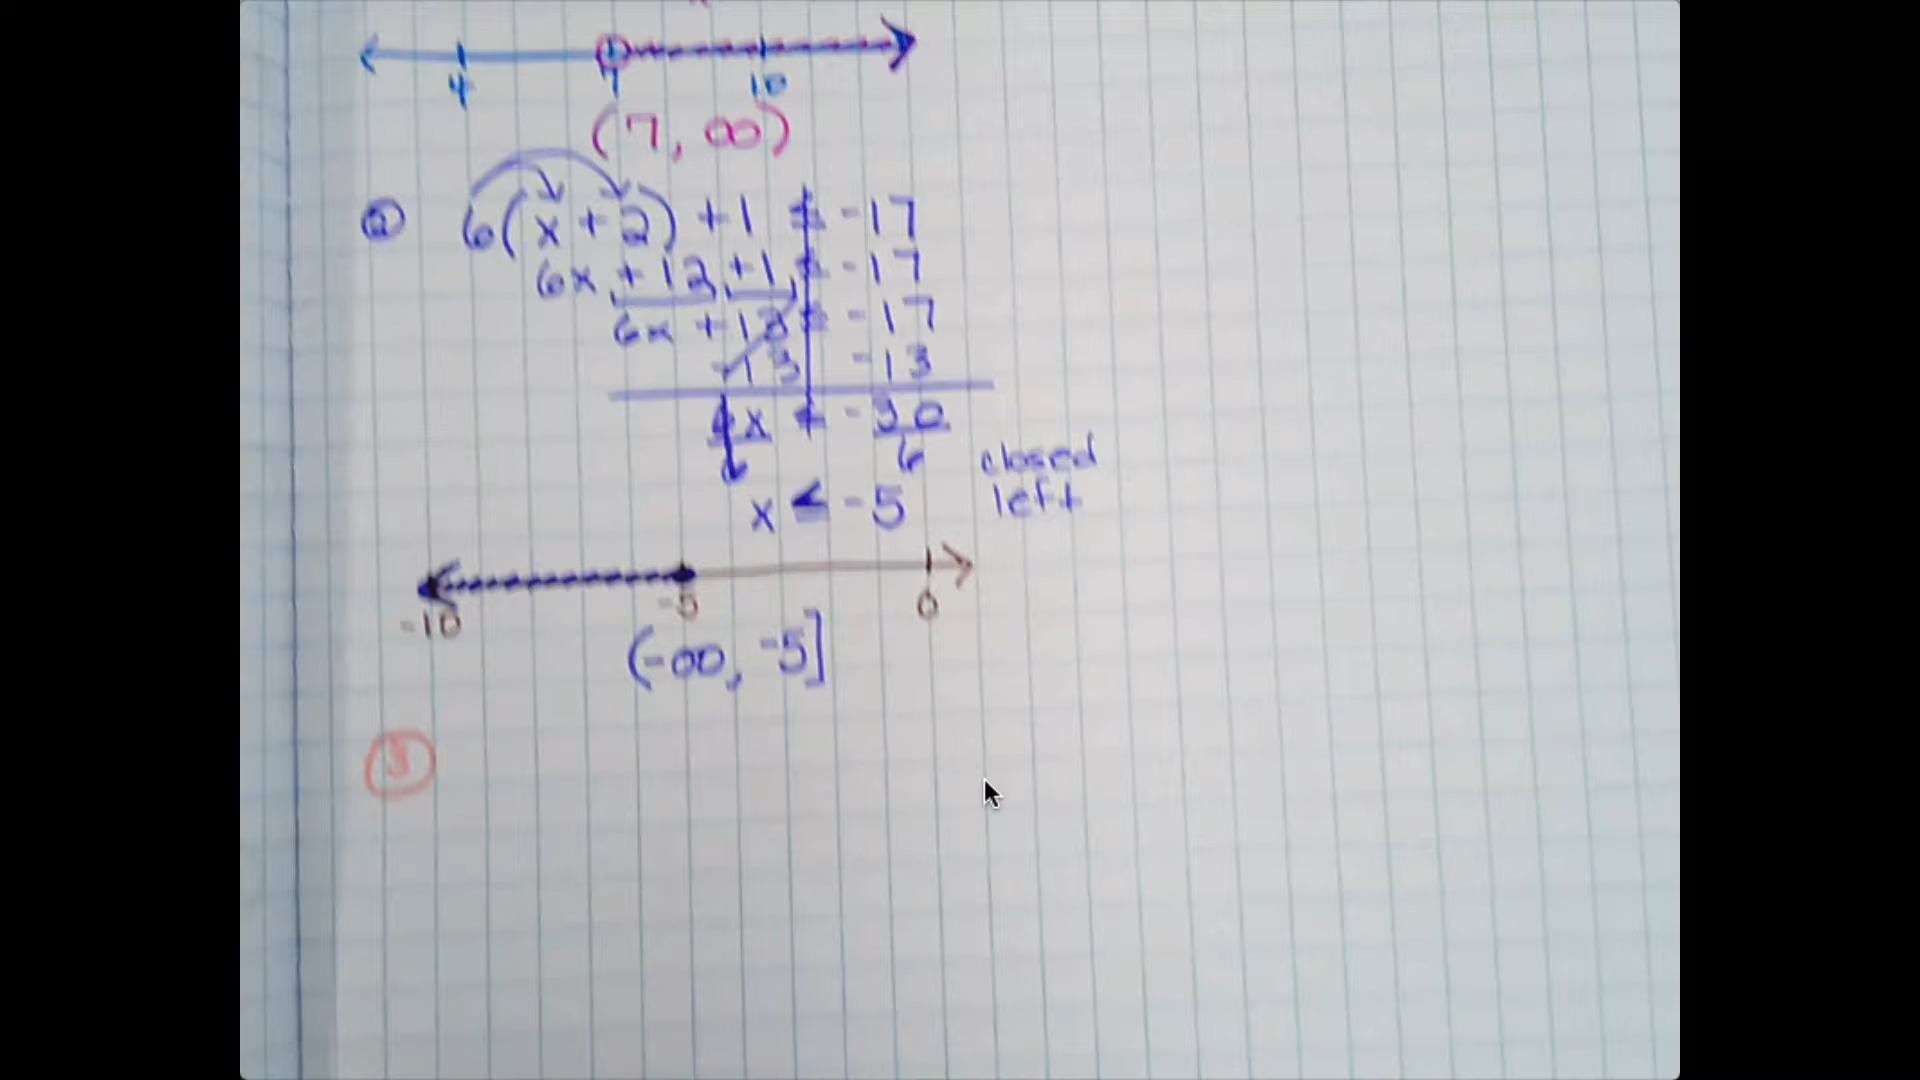 4 7 10
(7, ∞)
② 6(x + 2) + 1 ≤ -17
6x + 12 + 1 ≤ -17
6x + 13 ≤ -17
-13 -13
6x ≤ -30
6 6
closed
x ≤ -5 left
-10 -5 0
(-∞, -5]
③